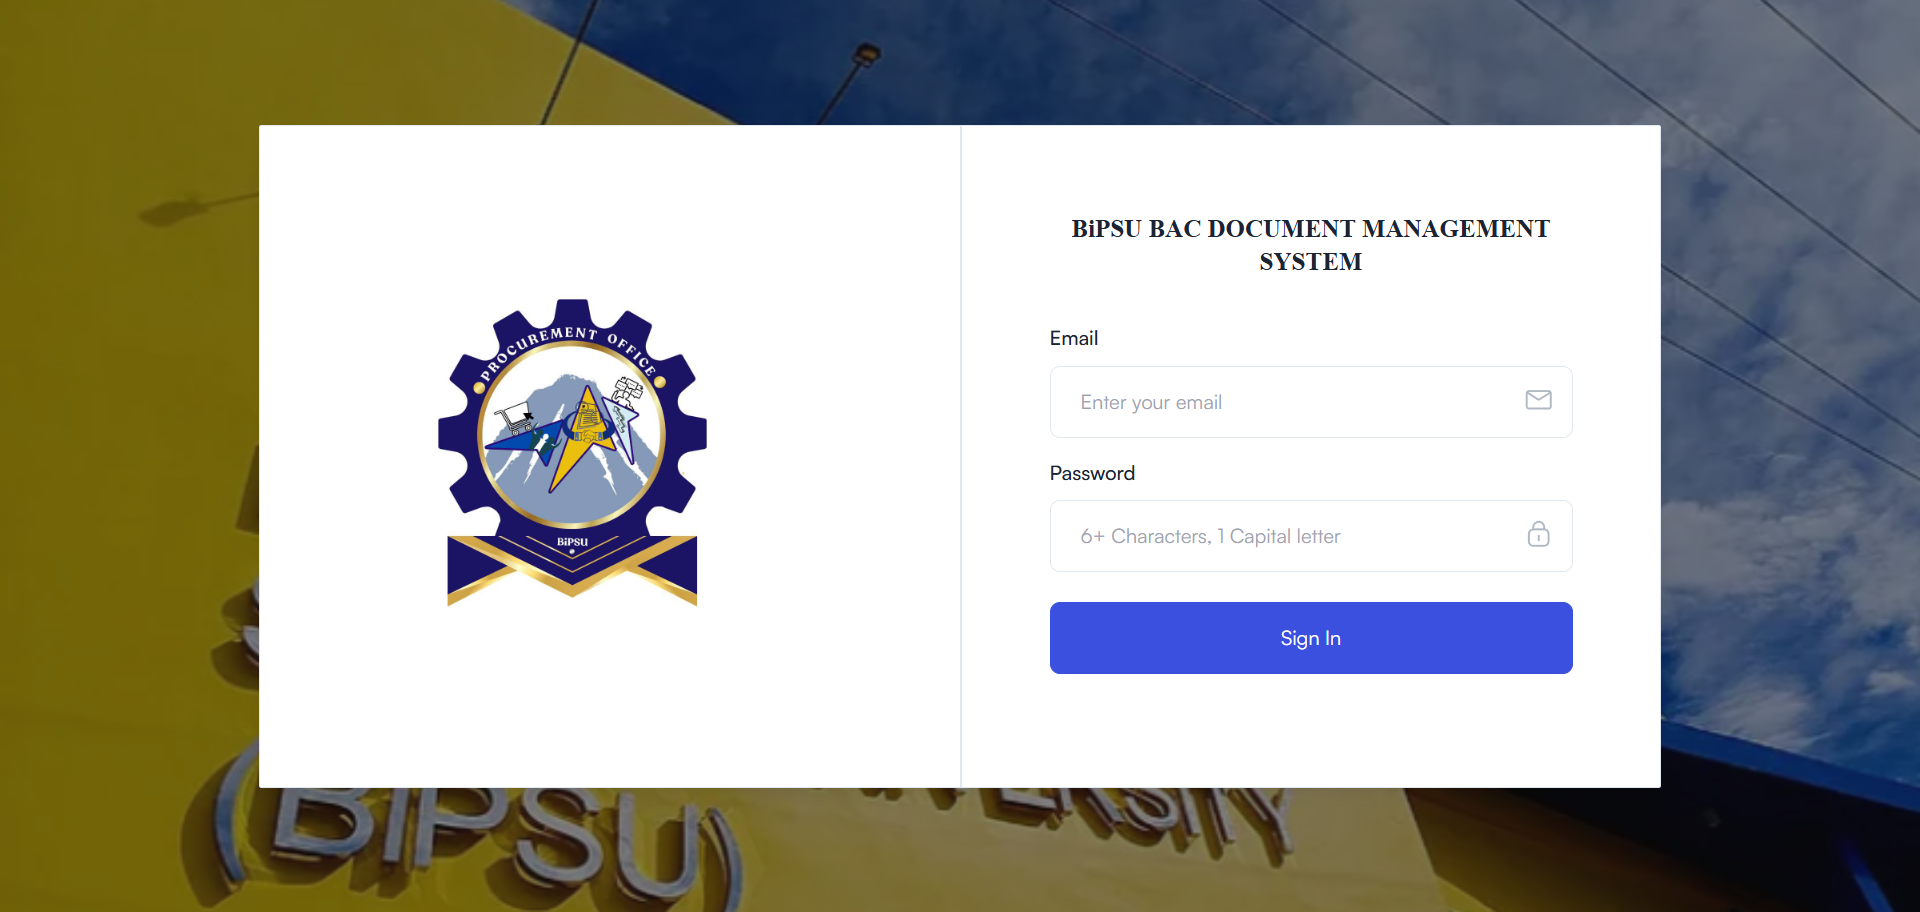 PROCUREMENT OFFICE
BiPSU
BiPSU BAC DOCUMENT MANAGEMENT
SYSTEM
Email
Enter your email
Password
6+ Characters, 1 Capital letter
Sign In
(BiPSU)